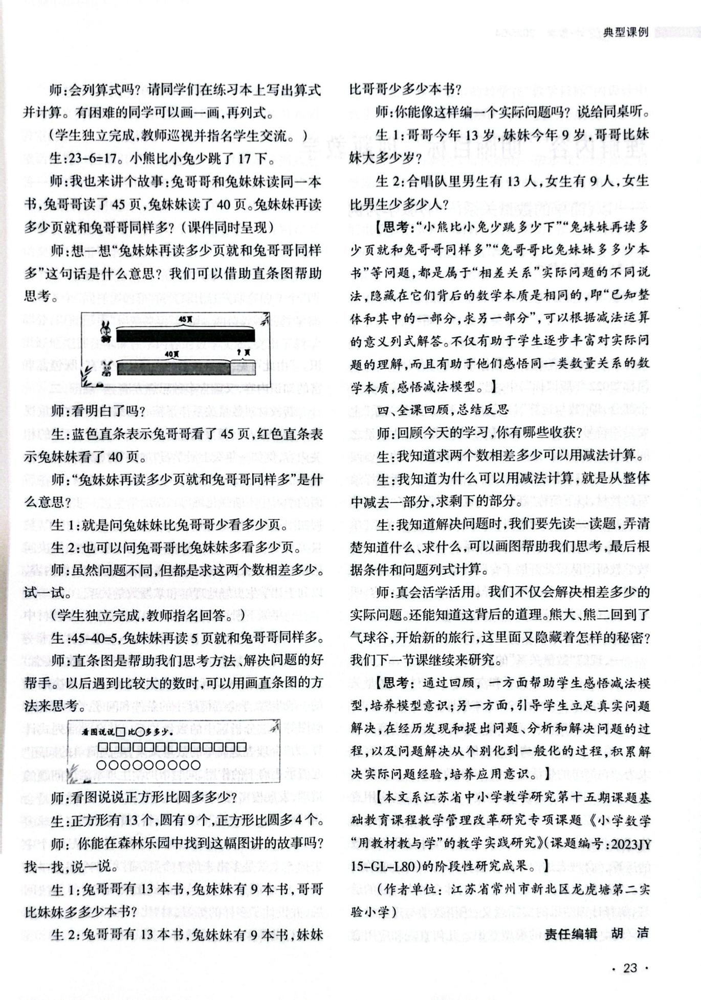 典型课例
师:会列算式吗？请同学们在练习本上写出算式
并计算。有困难的同学可以画一画,再列式。
(学生独立完成,教师巡视并指名学生交流。)
生:23-6=17。小熊比小兔少跳了17下。
师:我也来讲个故事:兔哥哥和兔妹妹读同一本
书,兔哥哥读了45页,兔妹妹读了40页。兔妹妹再读
多少页就和兔哥哥同样多？(课件同时呈现)
师:想一想“兔妹妹再读多少页就和兔哥哥同样
多”这句话是什么意思？我们可以借助直条图帮助
思考。
45页
40页 ？页
师:看明白了吗？
生:蓝色直条表示兔哥哥看了45页,红色直条表
示兔妹妹看了40页。
师:“兔妹妹再读多少页就和兔哥哥同样多”是什
么意思？
生1:就是问兔妹妹比兔哥哥少看多少页。
生2:也可以问兔哥哥比兔妹妹多看多少页。
师:虽然问题不同,但都是求这两个数相差多少。
试一试。
(学生独立完成,教师指名回答。)
生:45-40=5,兔妹妹再读5页就和兔哥哥同样多。
师:直条图是帮助我们思考方法、解决问题的好
帮手。以后遇到比较大的数时,可以用画直条图的方
法来思考。
看图说说□比○多多少。
师:看图说说正方形比圆多多少？
生:正方形有13个,圆有9个,正方形比圆多4个。
师:你能在森林乐园中找到这幅图讲的故事吗？
找一找,说一说。
生1:兔哥哥有13本书,兔妹妹有9本书,哥哥
比妹妹多多少本书？
生2:兔哥哥有13本书,兔妹妹有9本书,妹妹
比哥哥少多少本书？
师:你能像这样编一个实际问题吗？说给同桌听。
生1:哥哥今年13岁,妹妹今年9岁,哥哥比妹
妹大多少岁？
生2:合唱队里男生有13人,女生有9人,女生
比男生少多少人？
【思考:“小熊比小兔少跳多少下”“兔妹妹再读多
少页就和兔哥哥同样多”“兔哥哥比兔妹妹多多少本
书”等问题,都是属于“相差关系”实际问题的不同说
法,隐藏在它们背后的数学本质是相同的,即“已知整
体和其中的一部分,求另一部分”,可以根据减法运算
的意义列式解答。不仅有助于学生逐步丰富对实际问
题的理解,而且有助于他们感悟同一类数量关系的数
学本质,感悟减法模型。】
四、全课回顾,总结反思
师:回顾今天的学习,你有哪些收获？
生:我知道求两个数相差多少可以用减法计算。
生:我知道为什么可以用减法计算,就是从整体
中减去一部分,求剩下的部分。
生:我知道解决问题时,我们要先读一读题,弄清
楚知道什么、求什么,可以画图帮助我们思考,最后根
据条件和问题列式计算。
师:真会活学活用。我们不仅会解决相差多少的
实际问题。还能知道这背后的道理。熊大、熊二回到了
气球谷,开始新的旅行,这里面又隐藏着怎样的秘密?
我们下一节课继续来研究。
【思考:通过回顾,一方面帮助学生感悟减法模
型,培养模型意识;另一方面,引导学生立足真实问题
解决,在经历发现和提出问题、分析和解决问题的过
程,以及问题解决从个别化到一般化的过程,积累解
决实际问题经验,培养应用意识。】
【本文系江苏省中小学教学研究第十五期课题基
础教育课程教学管理改革研究专项课题《小学数学
“用教材教与学”的教学实践研究》(课题编号:2023JY
15-GL-L80)的阶段性研究成果。】
(作者单位:江苏省常州市新北区龙虎塘第二实
验小学)
责任编辑 胡 洁
·23·